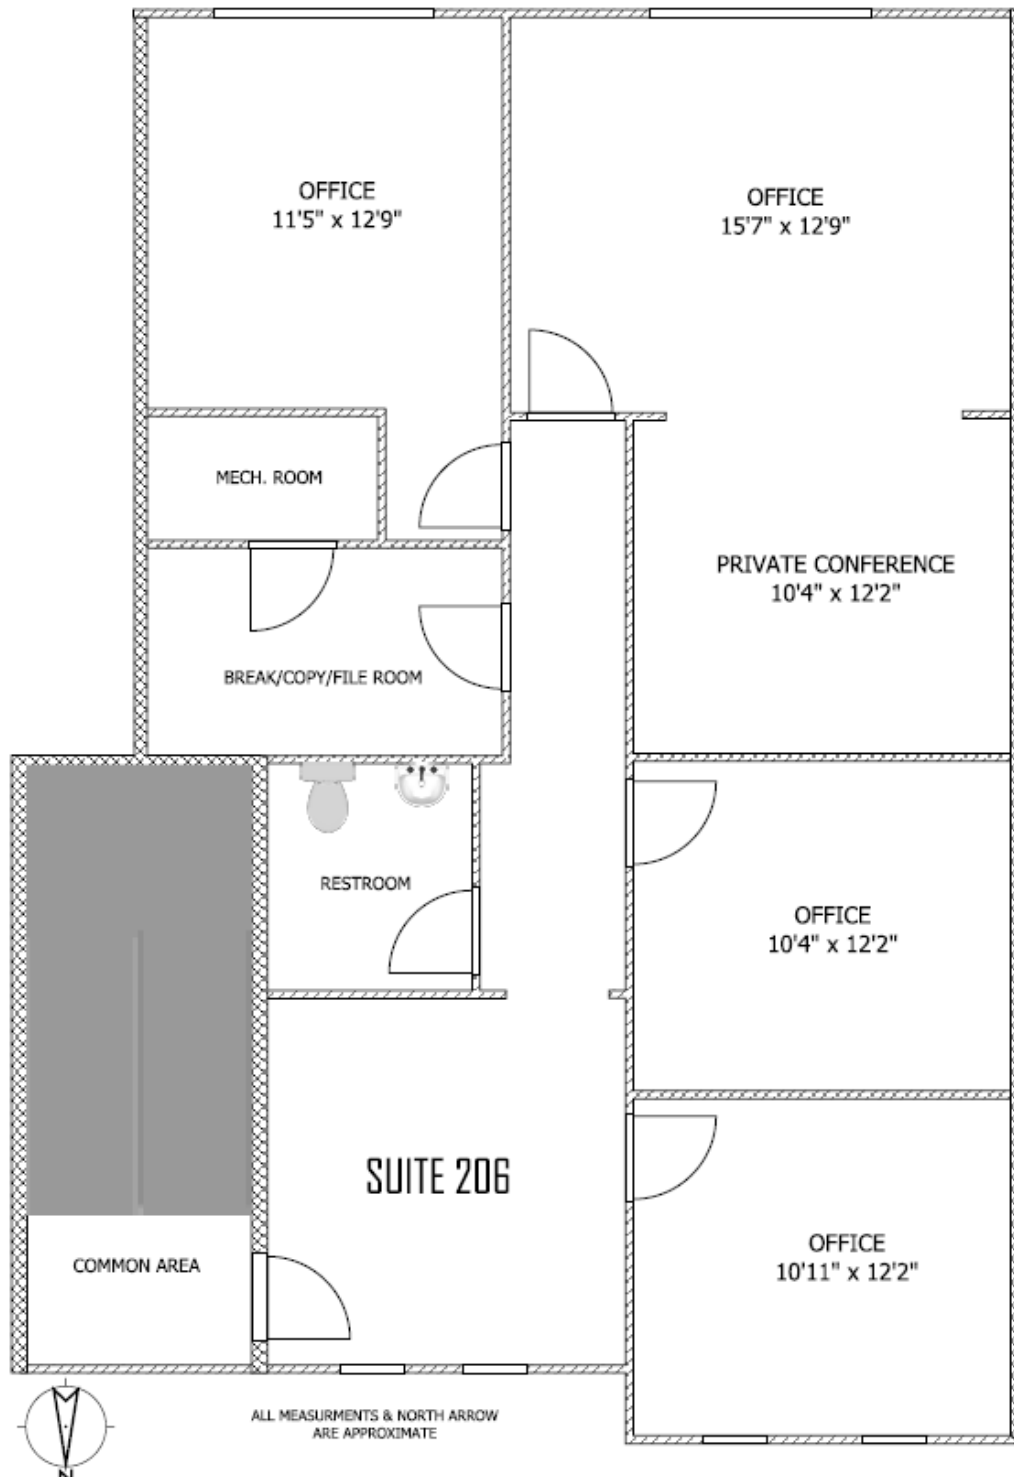 OFFICE
11'5" x 12'9"
OFFICE
15'7" x 12'9"
MECH. ROOM
PRIVATE CONFERENCE
10'4" x 12'2"
BREAK/COPY/FILE ROOM
RESTROOM
OFFICE
10'4" x 12'2"
SUITE 206
COMMON AREA
OFFICE
10'11" x 12'2"
ALL MEASURMENTS & NORTH ARROW
ARE APPROXIMATE
N